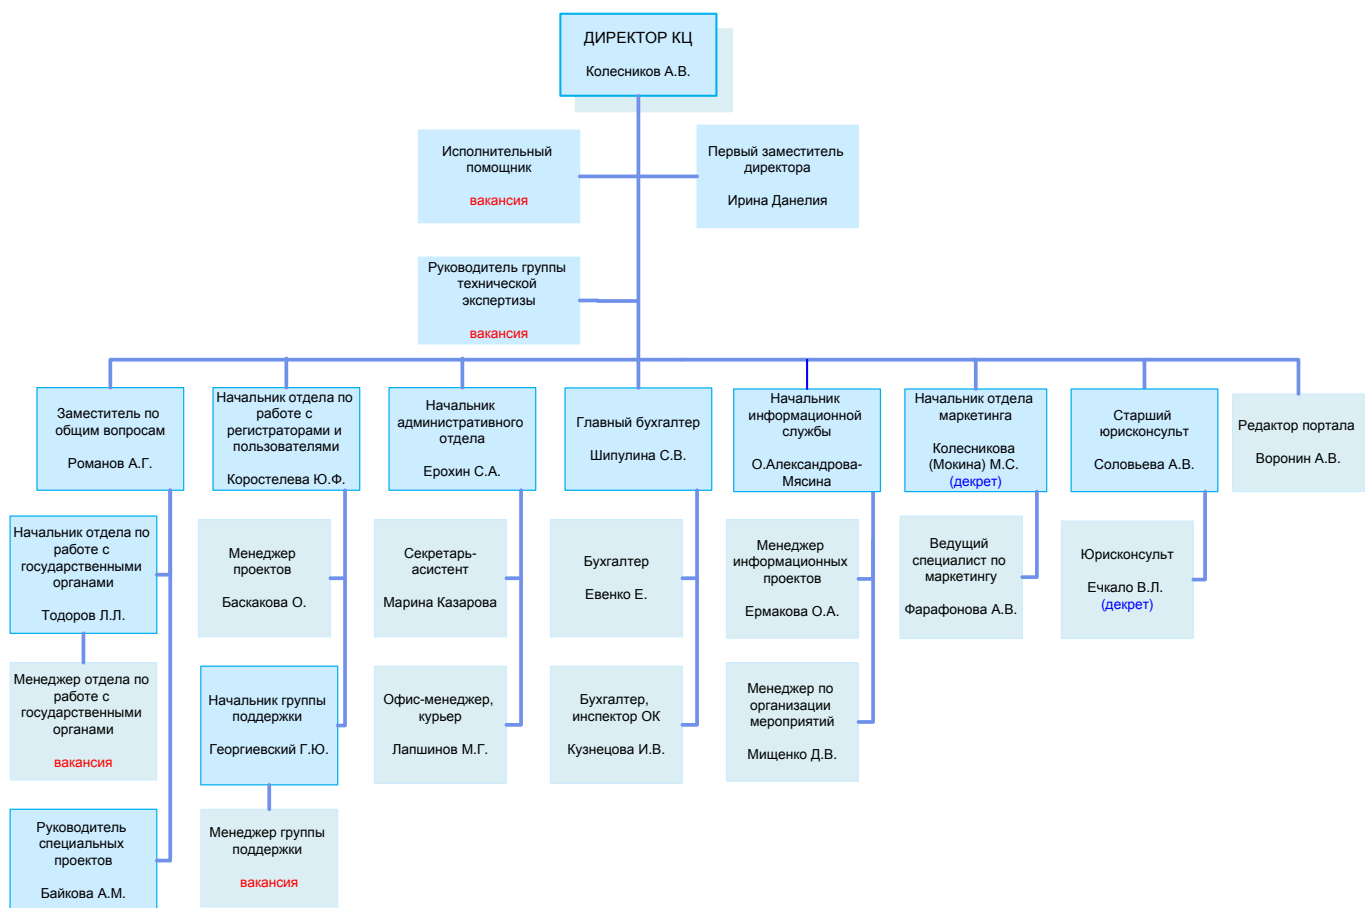 ДИРЕКТОР КЦ
Колесников А.В.
Исполнительный
помощник
вакансия
Первый заместитель
директора
Ирина Данелия
Руководитель группы
технической
экспертизы
вакансия
Заместитель по
общим вопросам
Романов А.Г.
Начальник отдела по
работе с
регистраторами и
пользователями
Коростелева Ю.Ф.
Начальник
административного
отдела
Ерохин С.А.
Главный бухгалтер
Шипулина С.В.
Начальник
информационной
службы
О.Александрова-
Мясина
Начальник отдела
маркетинга
Колесникова
(Мокина) М.С.
(декрет)
Старший
юрисконсульт
Соловьева А.В.
Редактор портала
Воронин А.В.
Начальник отдела по
работе с
государственными
органами
Тодоров Л.Л.
Менеджер
проектов
Баскакова О.
Секретарь-
асистент
Марина Казарова
Бухгалтер
Евенко Е.
Менеджер
информационных
проектов
Ермакова О.А.
Ведущий
специалист по
маркетингу
Фарафонова А.В.
Юрисконсульт
Ечкало В.Л.
(декрет)
Менеджер отдела по
работе с
государственными
органами
вакансия
Начальник группы
поддержки
Георгиевский Г.Ю.
Офис-менеджер,
курьер
Лапшинов М.Г.
Бухгалтер,
инспектор ОК
Кузнецова И.В.
Менеджер по
организации
мероприятий
Мищенко Д.В.
Руководитель
специальных
проектов
Байкова А.М.
Менеджер группы
поддержки
вакансия